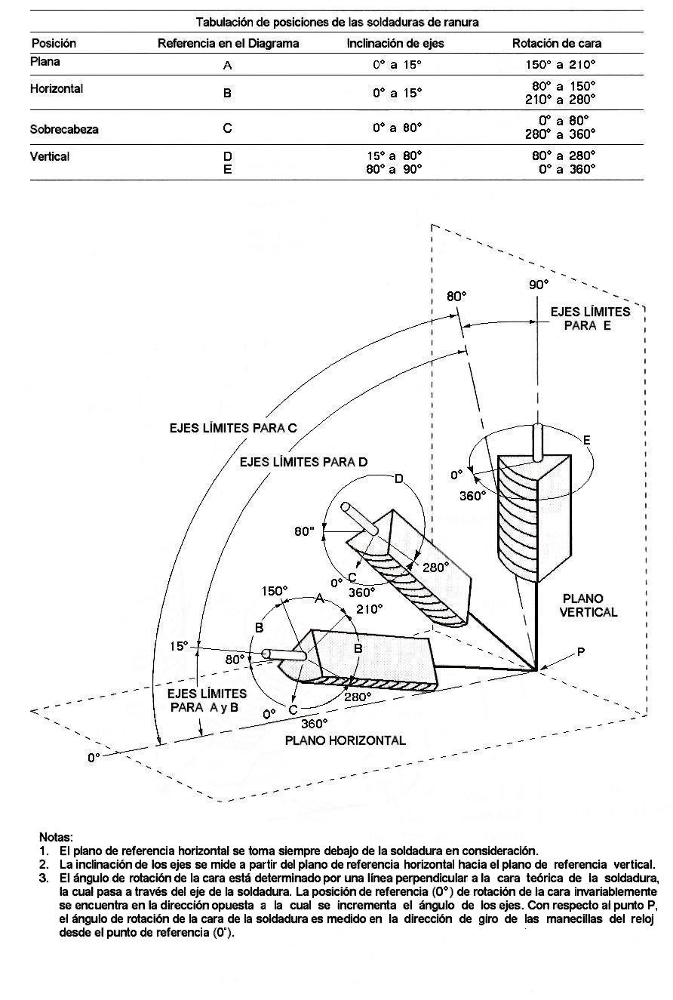 Tabulación de posiciones de las soldaduras de ranura
Posición Referencia en el Diagrama Inclinación de ejes Rotación de cara
Plana A 0° a 15° 150° a 210°
Horizontal B 0° a 15° 80° a 150°
210° a 280°
Sobrecabeza C 0° a 80° 0° a 80°
280° a 360°
Vertical D 15° a 80° 80° a 280°
E 80° a 90° 0° a 360°
90°
80°
EJES LÍMITES
PARA E
EJES LÍMITES PARA C
E
EJES LÍMITES PARA D
0°
D
360°
80"
280°
C
0°
360°
150°
A
210°
PLANO
VERTICAL
B
B
15°
P
80°
EJES LÍMITES
PARA A y B
280°
C
0°
360°
PLANO HORIZONTAL
0°
Notas:
1. El plano de referencia horizontal se toma siempre debajo de la soldadura en consideración.
2. La inclinación de los ejes se mide a partir del plano de referencia horizontal hacia el plano de referencia vertical.
3. El ángulo de rotación de la cara está determinado por una línea perpendicular a la cara teórica de la soldadura,
la cual pasa a través del eje de la soldadura. La posición de referencia (0°) de rotación de la cara invariablemente
se encuentra en la dirección opuesta a la cual se incrementa el ángulo de los ejes. Con respecto al punto P,
el ángulo de rotación de la cara de la soldadura es medido en la dirección de giro de las manecillas del reloj
desde el punto de referencia (0°).